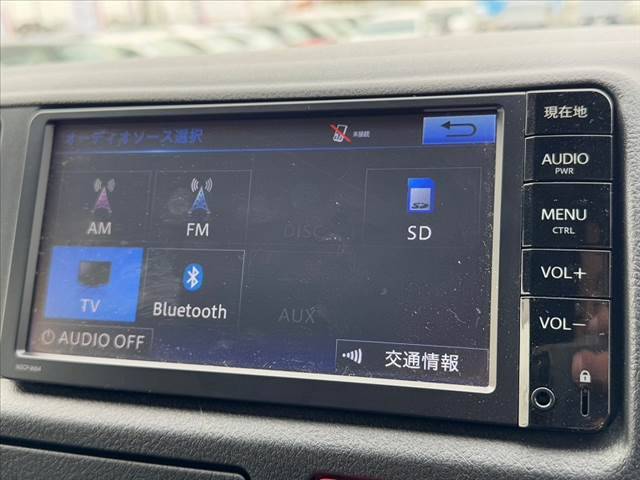 オーディオソース選択
未接続
AM
FM
DISC
SD
TV
Bluetooth
AUX
AUDIO OFF
交通情報
現在地
AUDIO
PWR
MENU
CTRL
VOL+
VOL−